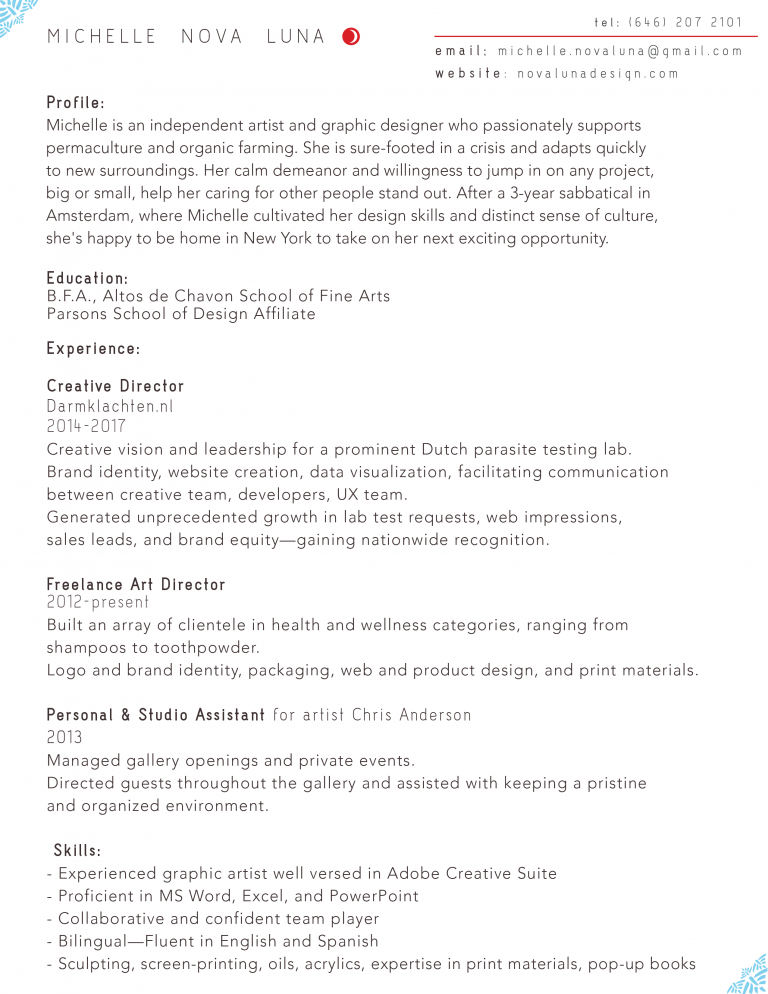 MICHELLE NOVA LUNA
tel: (646) 207 2101
email: michelle.novaluna@gmail.com
website: novalunadesign.com
Profile:
Michelle is an independent artist and graphic designer who passionately supports
permaculture and organic farming. She is sure-footed in a crisis and adapts quickly
to new surroundings. Her calm demeanor and willingness to jump in on any project,
big or small, help her caring for other people stand out. After a 3-year sabbatical in
Amsterdam, where Michelle cultivated her design skills and distinct sense of culture,
she's happy to be home in New York to take on her next exciting opportunity.
Education:
B.F.A., Altos de Chavon School of Fine Arts
Parsons School of Design Affiliate
Experience:
Creative Director
Darmklachten.nl
2014-2017
Creative vision and leadership for a prominent Dutch parasite testing lab.
Brand identity, website creation, data visualization, facilitating communication
between creative team, developers, UX team.
Generated unprecedented growth in lab test requests, web impressions,
sales leads, and brand equity—gaining nationwide recognition.
Freelance Art Director
2012-present
Built an array of clientele in health and wellness categories, ranging from
shampoos to toothpowder.
Logo and brand identity, packaging, web and product design, and print materials.
Personal & Studio Assistant for artist Chris Anderson
2013
Managed gallery openings and private events.
Directed guests throughout the gallery and assisted with keeping a pristine
and organized environment.
Skills:
- Experienced graphic artist well versed in Adobe Creative Suite
- Proficient in MS Word, Excel, and PowerPoint
- Collaborative and confident team player
- Bilingual—Fluent in English and Spanish
- Sculpting, screen-printing, oils, acrylics, expertise in print materials, pop-up books